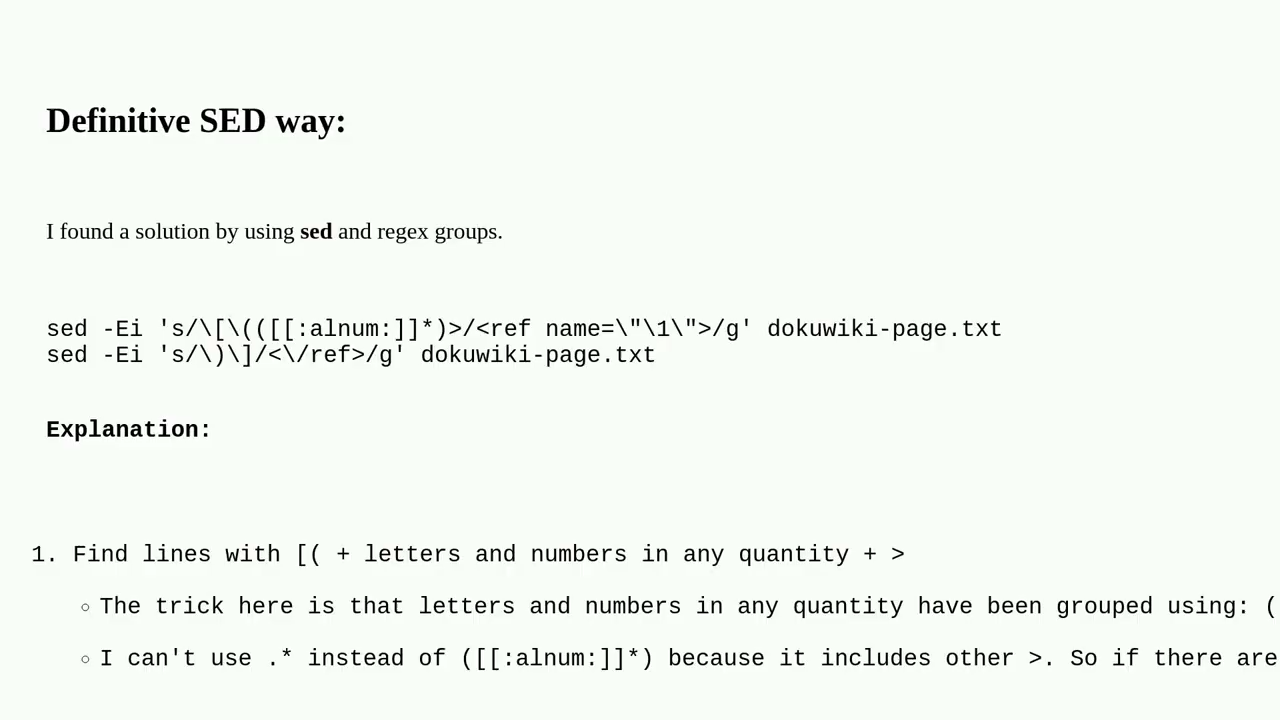 Definitive SED way:
I found a solution by using sed and regex groups.
sed -Ei 's/\[\(([[:alnum:]]*)>/<ref name=\"\1\">/g' dokuwiki-page.txt
sed -Ei 's/\)\]/<\/ref>/g' dokuwiki-page.txt
Explanation:
1. Find lines with [( + letters and numbers in any quantity + >
◦ The trick here is that letters and numbers in any quantity have been grouped using: (
◦ I can't use .* instead of ([[:alnum:]]*) because it includes other >. So if there are